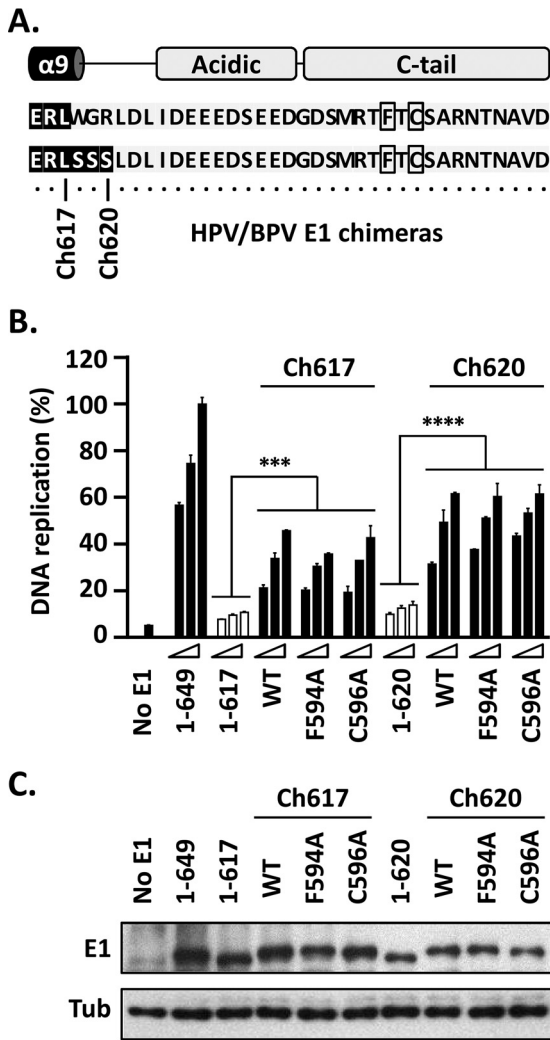 A.
α9 Acidic C-tail
ERLWGRLDLIDEEEDSEEDGDSMRTFTCSARNTNAVD
ERLSSSLDLIDEEEDSEEDGDSMRTFTCSARNTNAVD
Ch617 Ch620 HPV/BPV E1 chimeras
B.
DNA replication (%)
120
100
80
60
40
20
0
Ch617 Ch620
*** ****
No E1 1-649 1-617 WT F594A C596A 1-620 WT F594A C596A
C.
Ch617 Ch620
No E1 1-649 1-617 WT F594A C596A 1-620 WT F594A C596A
E1
Tub